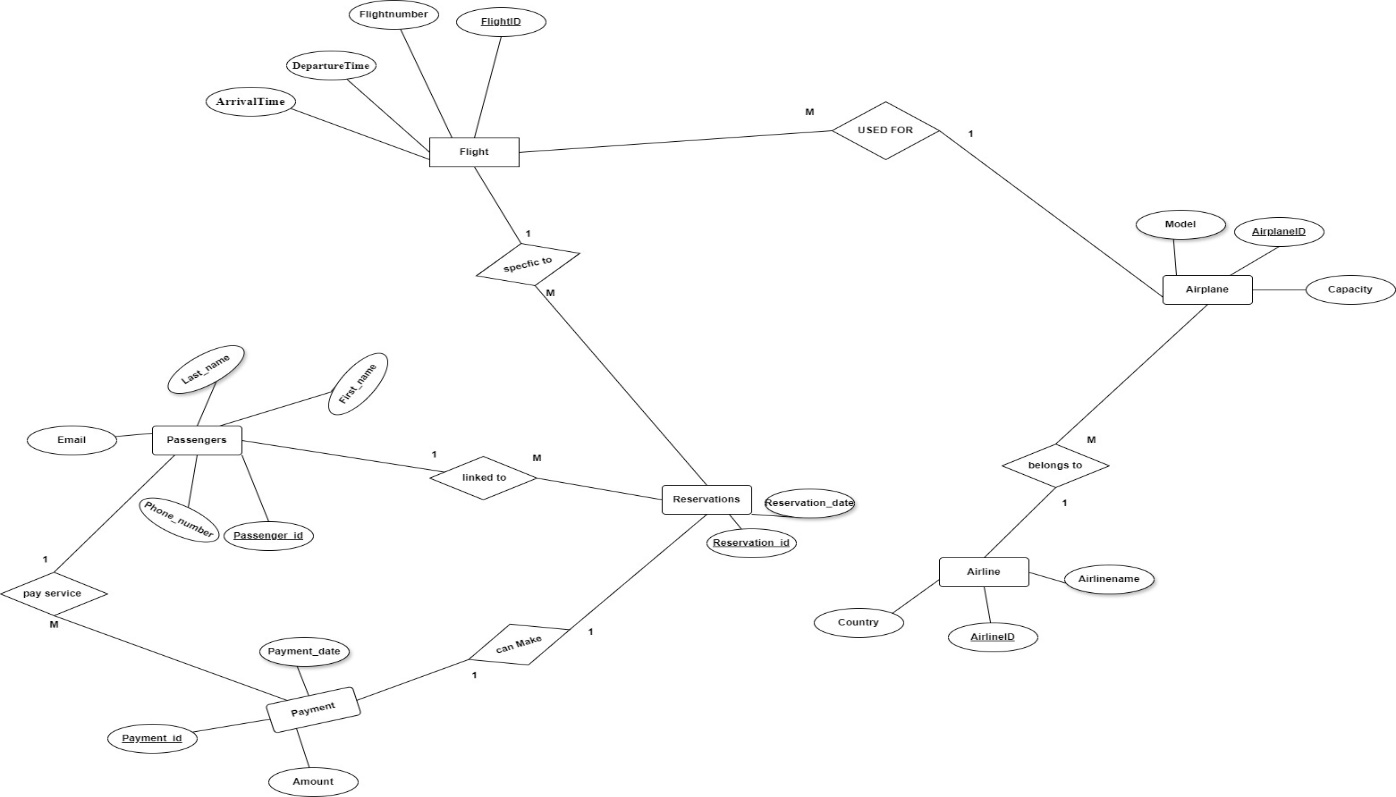 Flightnumber
FlightID
DepartureTime
ArrivalTime
M
USED FOR
1
Flight
1
specfic to
M
Model
AirplaneID
Airplane
Capacity
Last_name
First_name
Email
Passengers
1
linked to
M
M
belongs to
1
Reservations
Reservation_date
Reservation_id
Phone_number
Passenger_id
1
pay service
M
Airline
Airlinename
Country
AirlineID
can Make
1
1
Payment_date
Payment
Payment_id
Amount